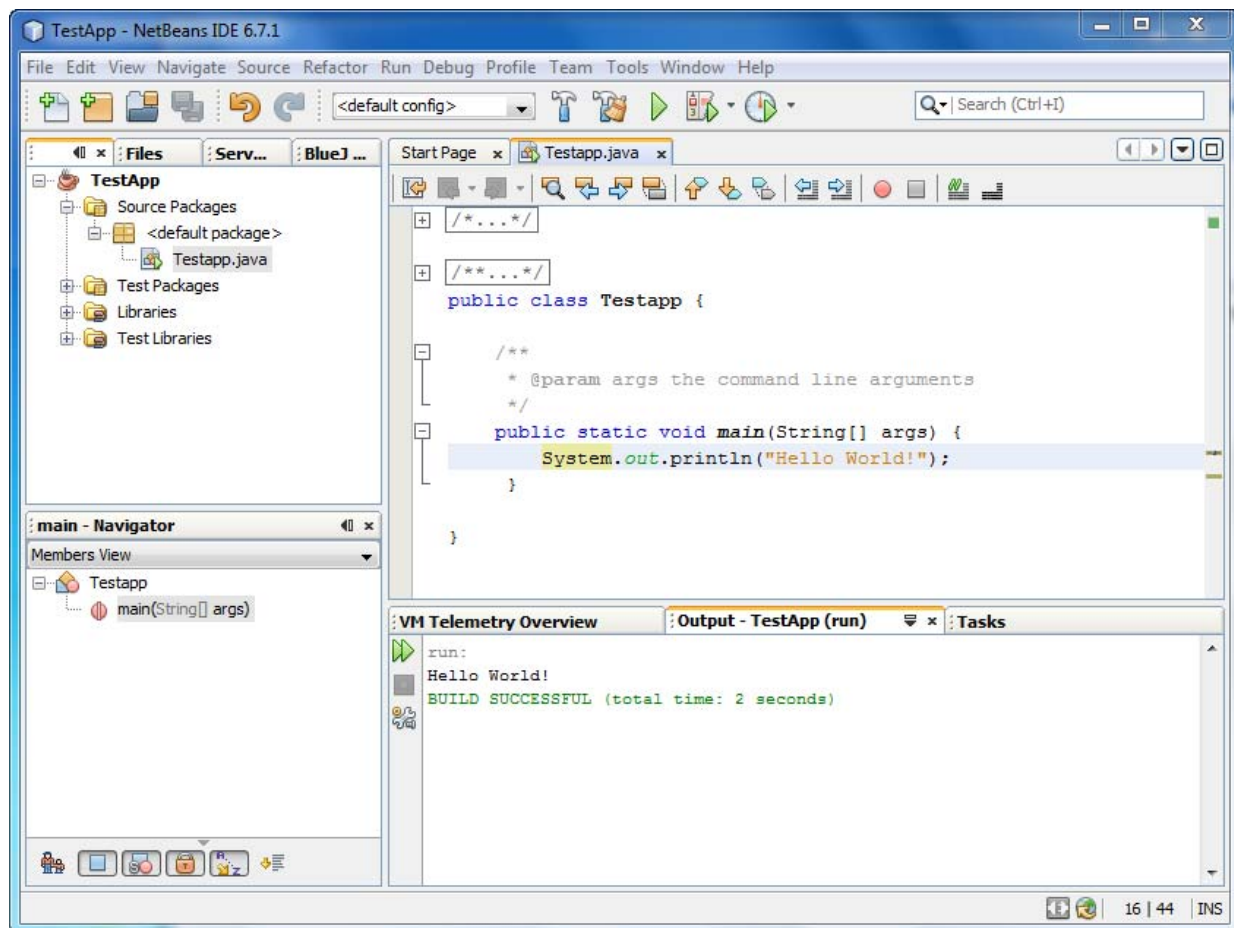 TestApp - NetBeans IDE 6.7.1
File Edit View Navigate Source Refactor Run Debug Profile Team Tools Window Help
<default config>
Search (Ctrl+I)
Files
Serv...
BlueJ ...
TestApp
Source Packages
<default package>
Testapp.java
Test Packages
Libraries
Test Libraries
main - Navigator
Members View
Testapp
main(String[] args)
Start Page
Testapp.java
/*...*/
/**...*/
public class Testapp {
/**
* @param args the command line arguments
*/
public static void main(String[] args) {
System.out.println("Hello World!");
}
}
VM Telemetry Overview
Output - TestApp (run)
Tasks
run:
Hello World!
BUILD SUCCESSFUL (total time: 2 seconds)
16 | 44
INS